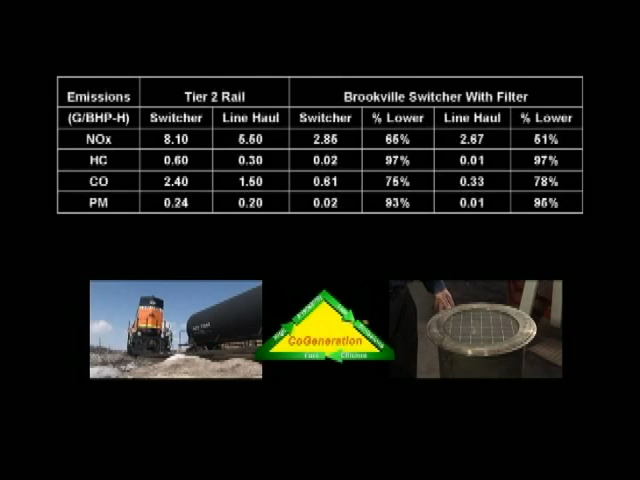 Emissions Tier 2 Rail Brookville Switcher With Filter
(G/BHP-H) Switcher Line Haul Switcher % Lower Line Haul % Lower
NOx 8.10 5.50 2.85 65% 2.67 51%
HC 0.60 0.30 0.02 97% 0.01 97%
CO 2.40 1.50 0.61 75% 0.33 78%
PM 0.24 0.20 0.02 93% 0.01 95%
CoGeneration
Fuel Efficient